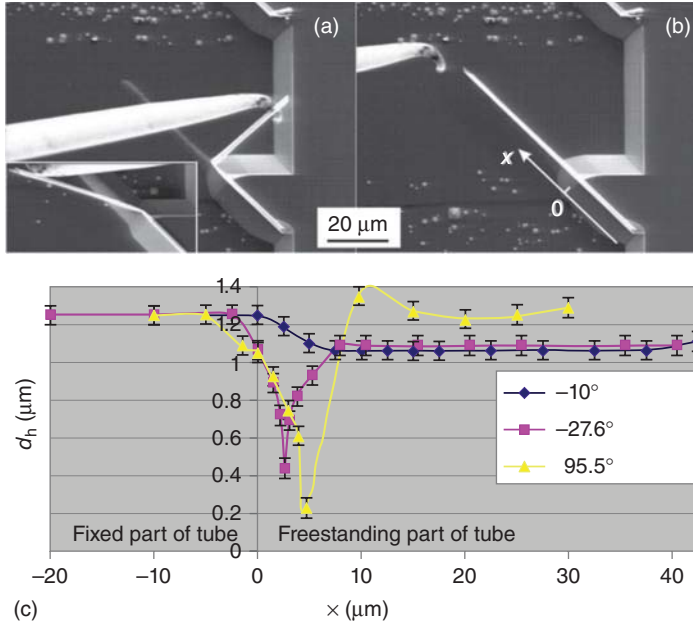 (a)
(b)
x
0
20 μm
1.4
1.2
1
0.8
0.6
0.4
0.2
0
d_h (μm)
–10°
–27.6°
95.5°
Fixed part of tube
Freestanding part of tube
–20
–10
0
10
20
30
40
(c)
× (μm)